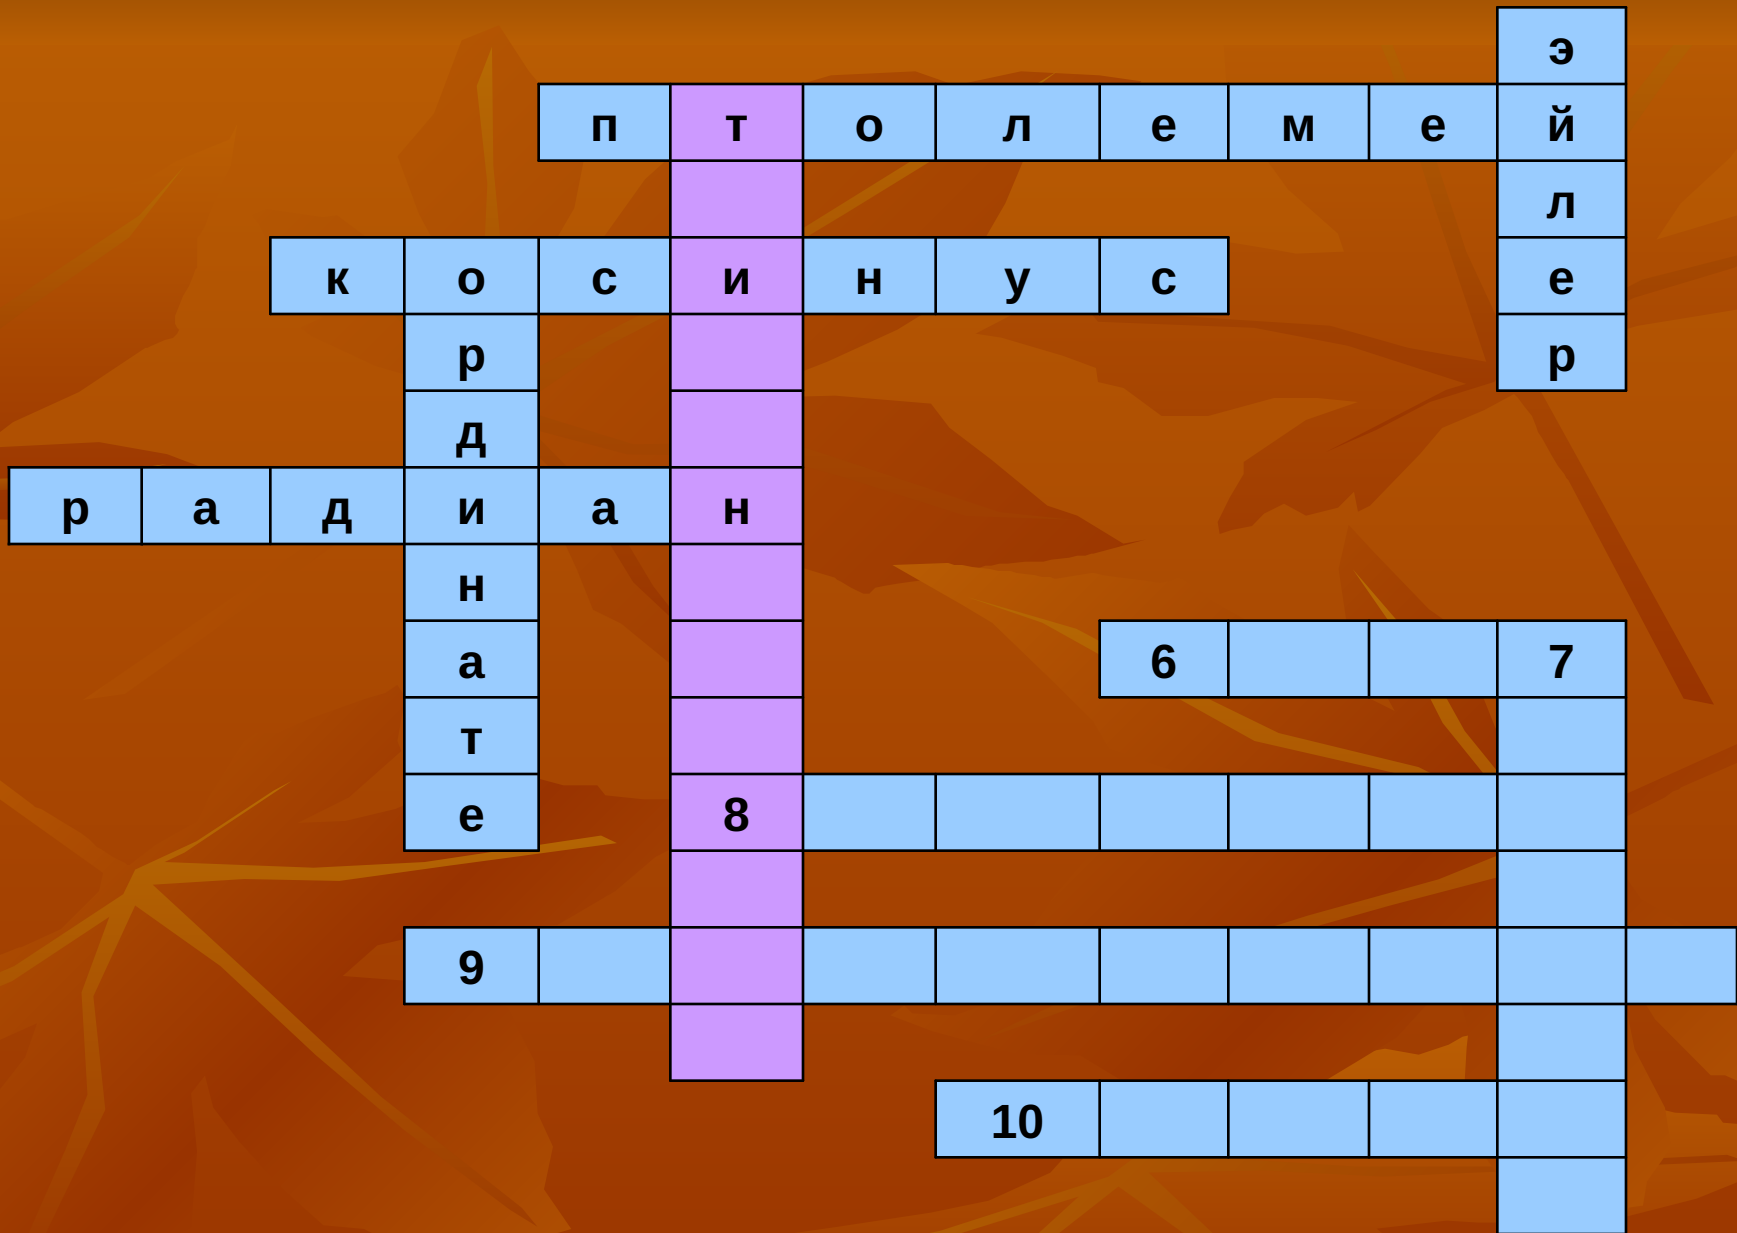 э
птолемей
л
косинус е
р р
д
радиан
н
а 6 7
т
е 8
9
10